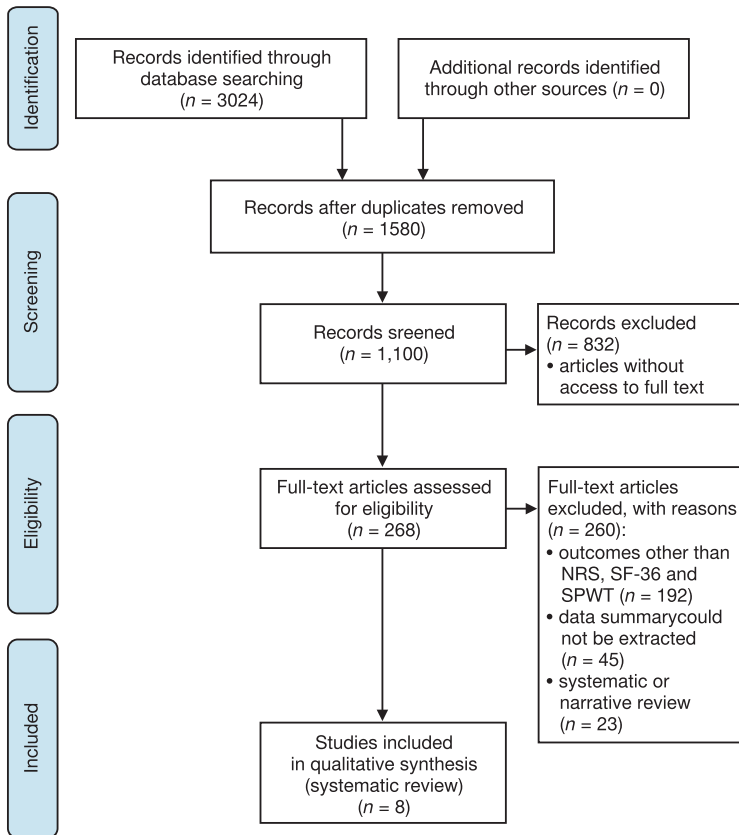 Identification
Records identified through
database searching
(n = 3024)
Additional records identified
through other sources (n = 0)
Records after duplicates removed
(n = 1580)
Screening
Records sreened
(n = 1,100)
Records excluded
(n = 832)
• articles without
access to full text
Eligibility
Full-text articles assessed
for eligibility
(n = 268)
Full-text articles
excluded, with reasons
(n = 260):
• outcomes other than
NRS, SF-36 and
SPWT (n = 192)
• data summarycould
not be extracted
(n = 45)
• systematic or
narrative review
(n = 23)
Included
Studies included
in qualitative synthesis
(systematic review)
(n = 8)